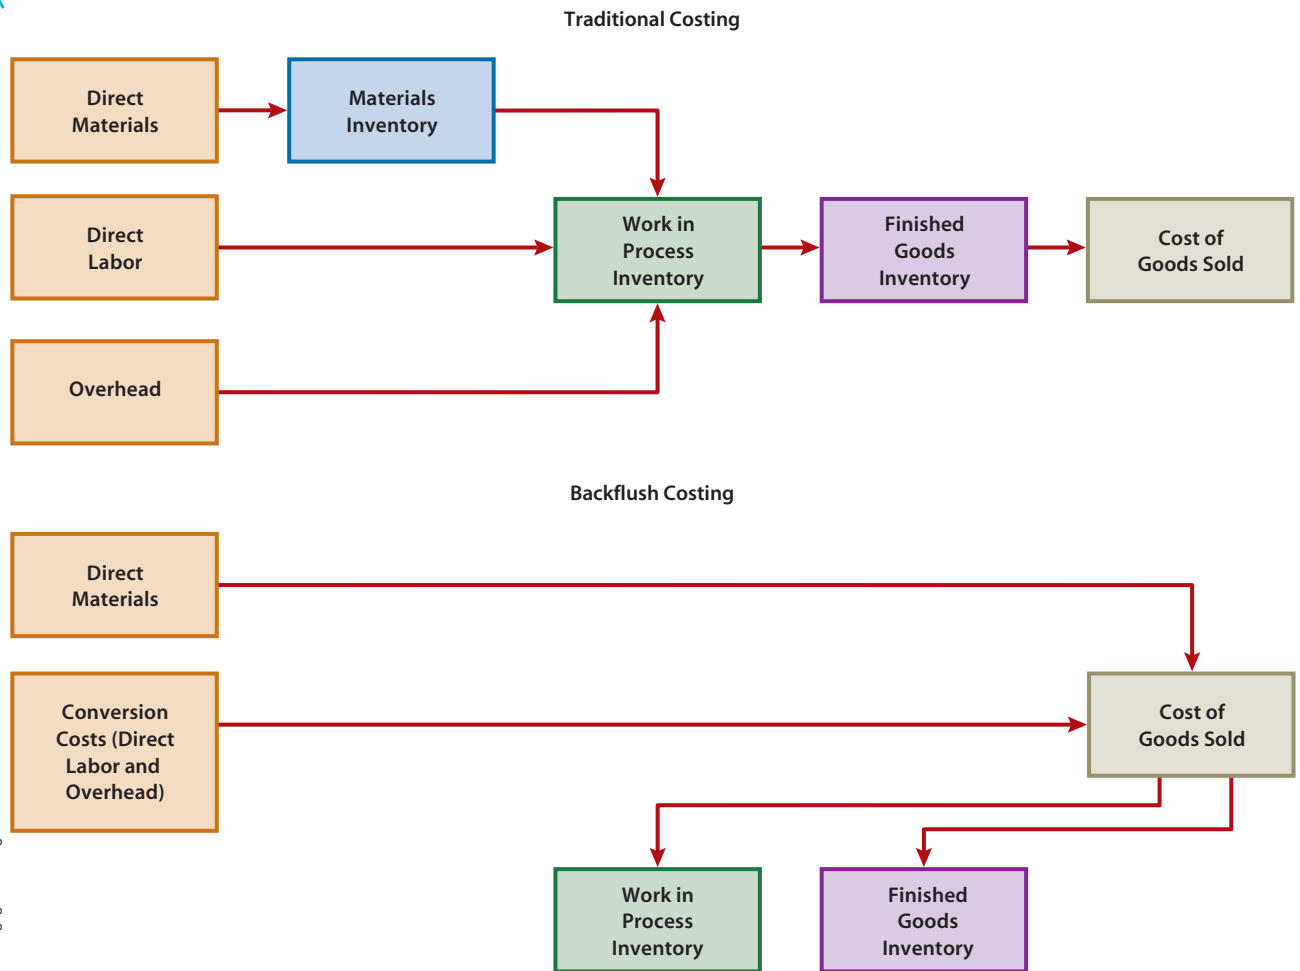 Traditional Costing
Direct
Materials
Materials
Inventory
Direct
Labor
Work in
Process
Inventory
Finished
Goods
Inventory
Cost of
Goods Sold
Overhead
Backflush Costing
Direct
Materials
Conversion
Costs (Direct
Labor and
Overhead)
Cost of
Goods Sold
Work in
Process
Inventory
Finished
Goods
Inventory